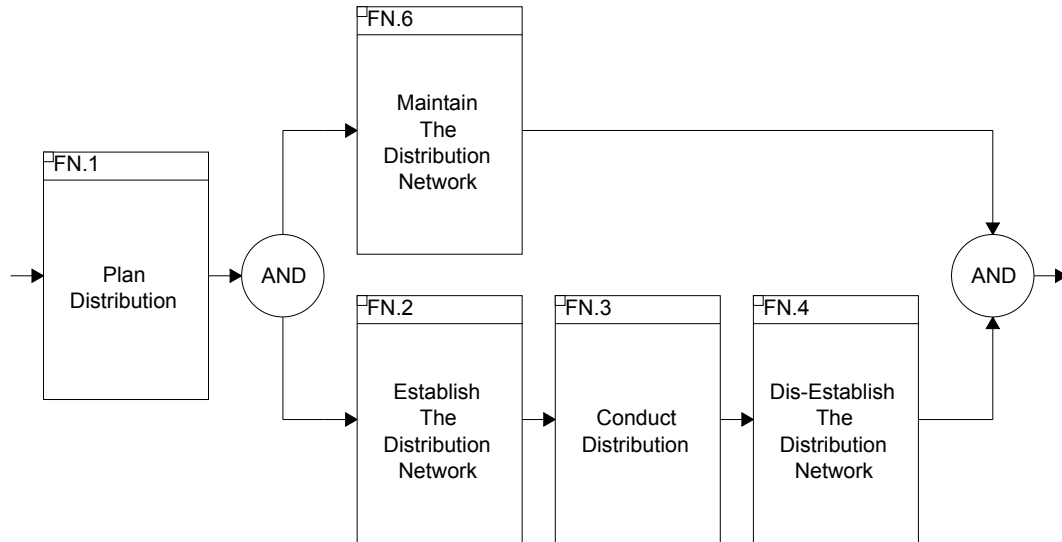 FN.6
Maintain
The
Distribution
Network
FN.1
Plan
Distribution
AND
AND
FN.2
Establish
The
Distribution
Network
FN.3
Conduct
Distribution
FN.4
Dis-Establish
The
Distribution
Network